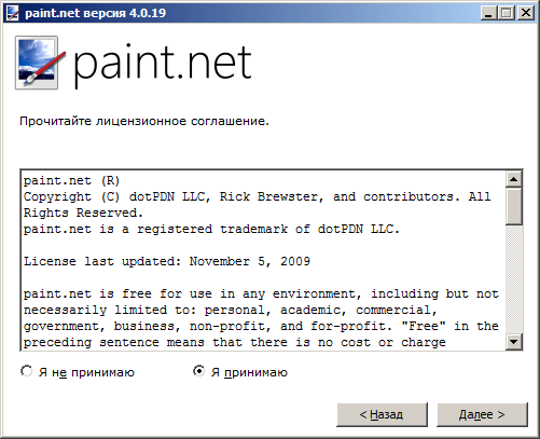 paint.net версия 4.0.19
paint.net
Прочитайте лицензионное соглашение.
paint.net (R)
Copyright (C) dotPDN LLC, Rick Brewster, and contributors. All
Rights Reserved.
paint.net is a registered trademark of dotPDN LLC.
License last updated: November 5, 2009
paint.net is free for use in any environment, including but not
necessarily limited to: personal, academic, commercial,
government, business, non-profit, and for-profit. "Free" in the
preceding sentence means that there is no cost or charge
Я не принимаю Я принимаю
< Назад Далее >